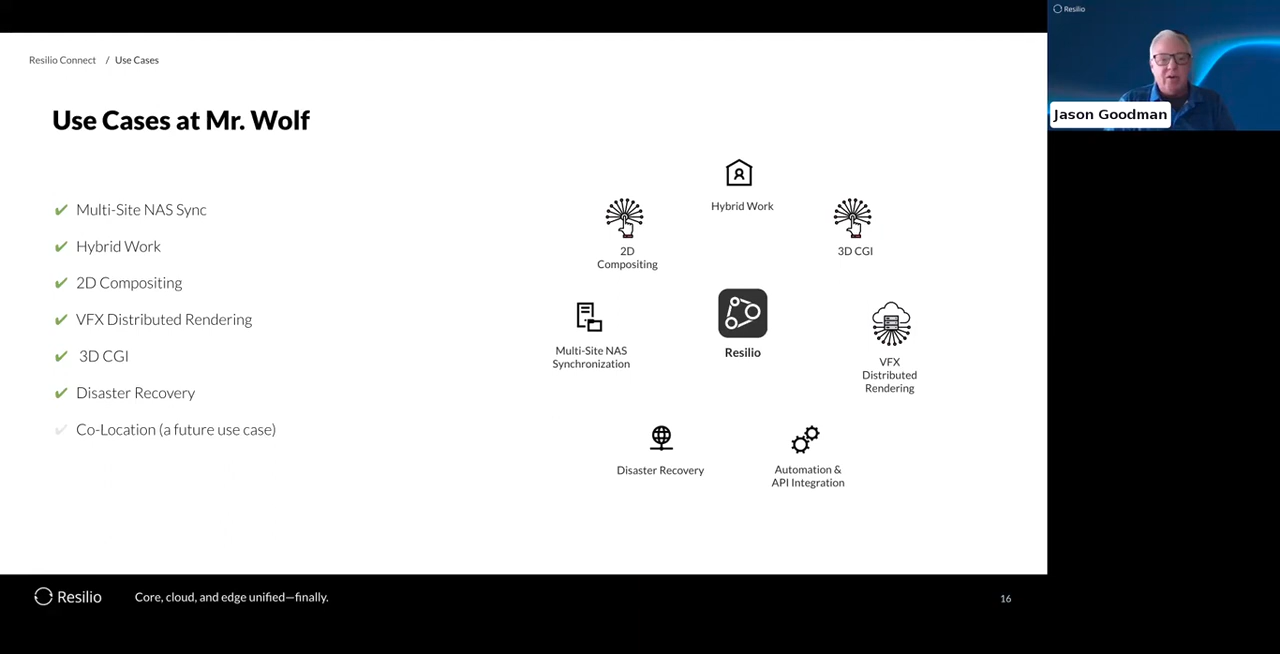 Resilio Connect / Use Cases
Use Cases at Mr. Wolf
✔ Multi-Site NAS Sync
✔ Hybrid Work
✔ 2D Compositing
✔ VFX Distributed Rendering
✔ 3D CGI
✔ Disaster Recovery
✔ Co-Location (a future use case)
Hybrid Work
2D
Compositing
3D CGI
Multi-Site NAS
Synchronization
Resilio
VFX
Distributed
Rendering
Disaster Recovery
Automation &
API Integration
Resilio
Core, cloud, and edge unified—finally.
16
Resilio
Jason Goodman